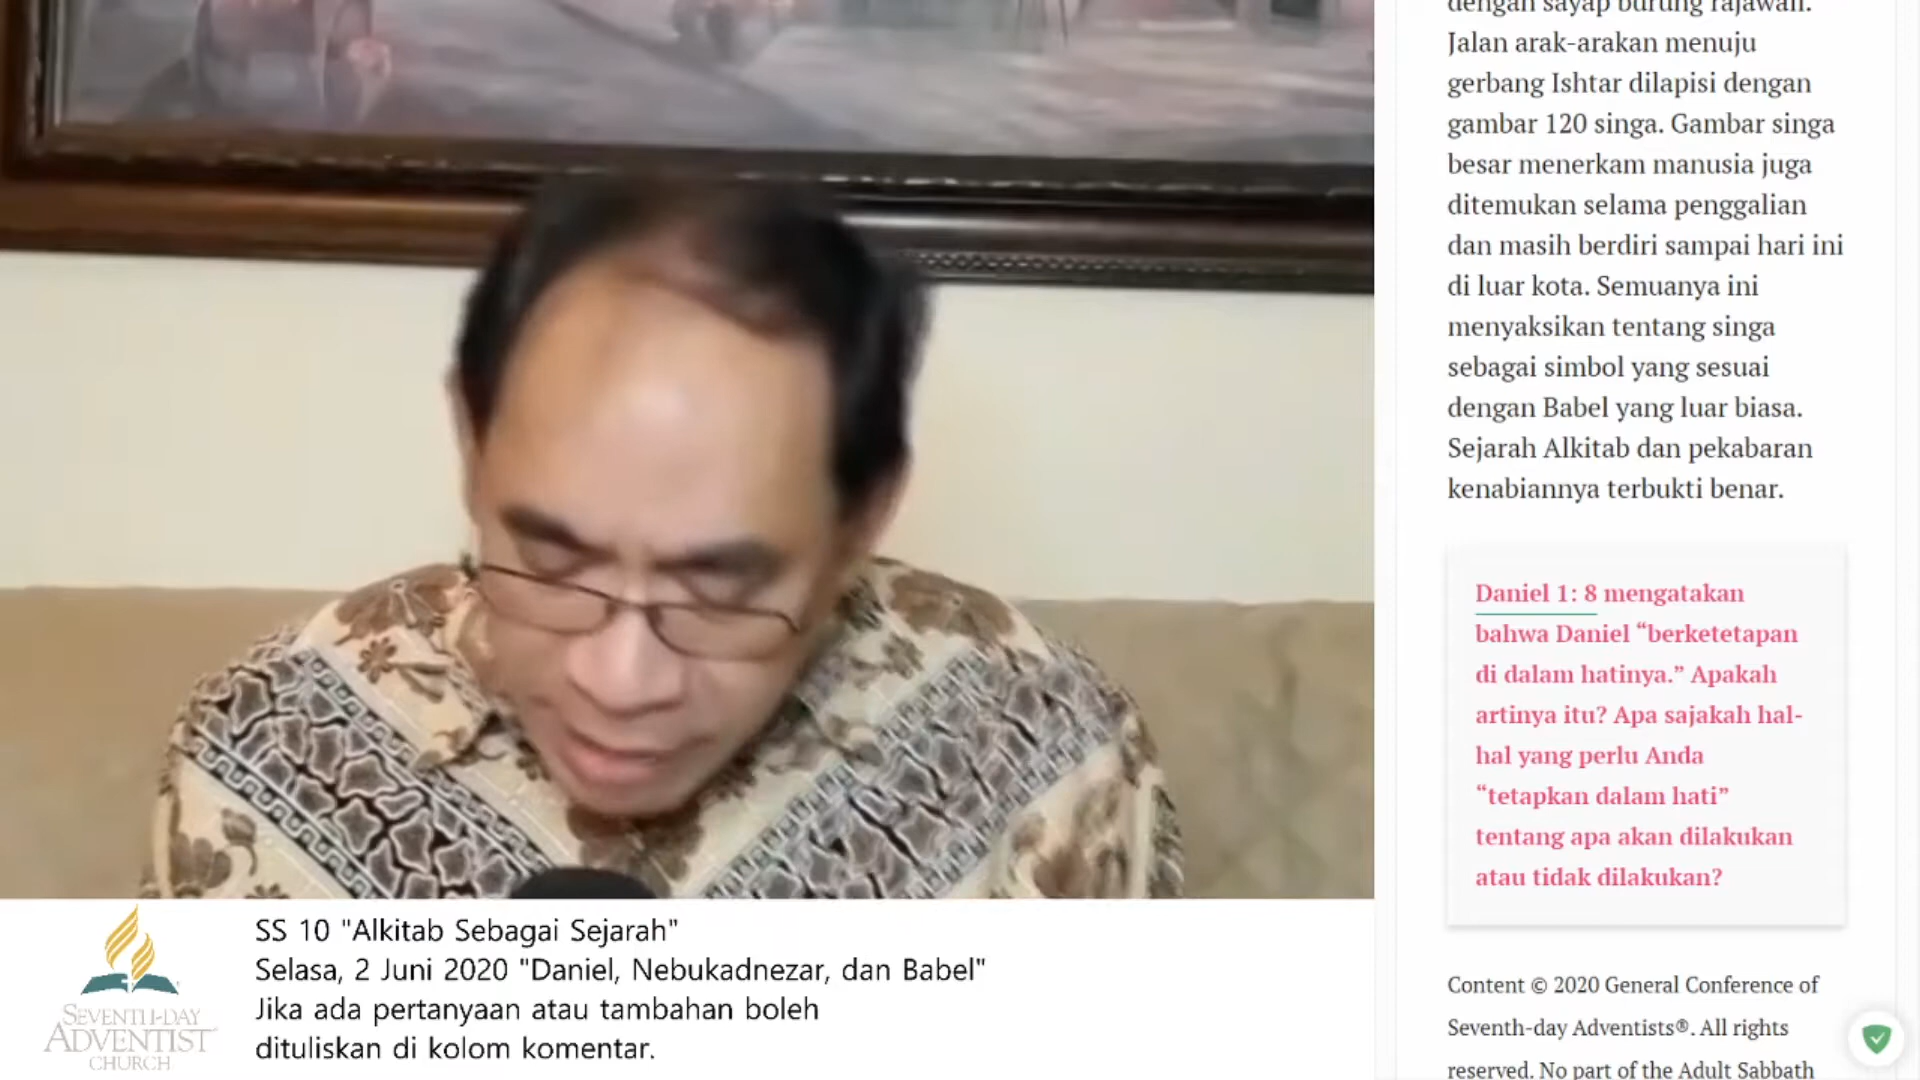 dengan sayap burung rajawali.
Jalan arak-arakan menuju
gerbang Ishtar dilapisi dengan
gambar 120 singa. Gambar singa
besar menerkam manusia juga
ditemukan selama penggalian
dan masih berdiri sampai hari ini
di luar kota. Semuanya ini
menyaksikan tentang singa
sebagai simbol yang sesuai
dengan Babel yang luar biasa.
Sejarah Alkitab dan pekabaran
kenabiannya terbukti benar.
Daniel 1: 8 mengatakan
bahwa Daniel “berketetapan
di dalam hatinya.” Apakah
artinya itu? Apa sajakah hal-
hal yang perlu Anda
“tetapkan dalam hati”
tentang apa akan dilakukan
atau tidak dilakukan?
Content © 2020 General Conference of
Seventh-day Adventists®. All rights
reserved. No part of the Adult Sabbath
SEVENTH-DAY
ADVENTIST
CHURCH
SS 10 "Alkitab Sebagai Sejarah"
Selasa, 2 Juni 2020 "Daniel, Nebukadnezar, dan Babel"
Jika ada pertanyaan atau tambahan boleh
dituliskan di kolom komentar.